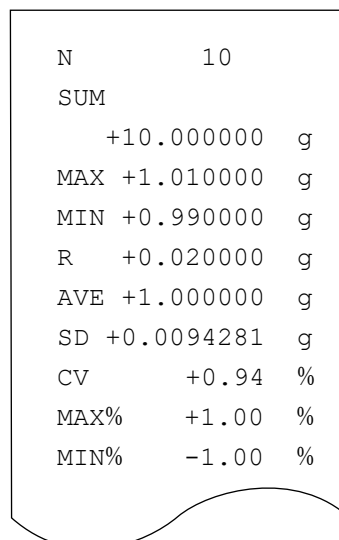 N 10
SUM
+10.000000 g
MAX +1.010000 g
MIN +0.990000 g
R +0.020000 g
AVE +1.000000 g
SD +0.0094281 g
CV +0.94 %
MAX% +1.00 %
MIN% -1.00 %